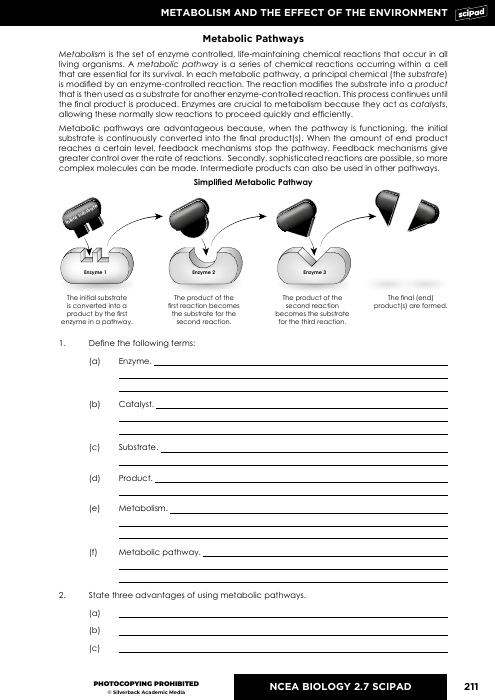 METABOLISM AND THE EFFECT OF THE ENVIRONMENT
scipad
Metabolic Pathways
Metabolism is the set of enzyme controlled, life-maintaining chemical reactions that occur in all
living organisms. A metabolic pathway is a series of chemical reactions occurring within a cell
that are essential for its survival. In each metabolic pathway, a principal chemical (the substrate)
is modified by an enzyme-controlled reaction. The reaction modifies the substrate into a product
that is then used as a substrate for another enzyme-controlled reaction. This process continues until
the final product is produced. Enzymes are crucial to metabolism because they act as catalysts,
allowing these normally slow reactions to proceed quickly and efficiently.
Metabolic pathways are advantageous because, when the pathway is functioning, the initial
substrate is continuously converted into the final product(s). When the amount of end product
reaches a certain level, feedback mechanisms stop the pathway. Feedback mechanisms give
greater control over the rate of reactions. Secondly, sophisticated reactions are possible, so more
complex molecules can be made. Intermediate products can also be used in other pathways.
Simplified Metabolic Pathway
Initial Substrate
Enzyme 1
Enzyme 2
Enzyme 3
The initial substrate
is converted into a
product by the first
enzyme in a pathway.
The product of the
first reaction becomes
the substrate for the
second reaction.
The product of the
second reaction
becomes the substrate
for the third reaction.
The final (end)
product(s) are formed.
1. Define the following terms:
(a) Enzyme.
(b) Catalyst.
(c) Substrate.
(d) Product.
(e) Metabolism.
(f) Metabolic pathway.
2. State three advantages of using metabolic pathways.
(a)
(b)
(c)
PHOTOCOPYING PROHIBITED
© Silverback Academic Media
NCEA BIOLOGY 2.7 SCIPAD
211